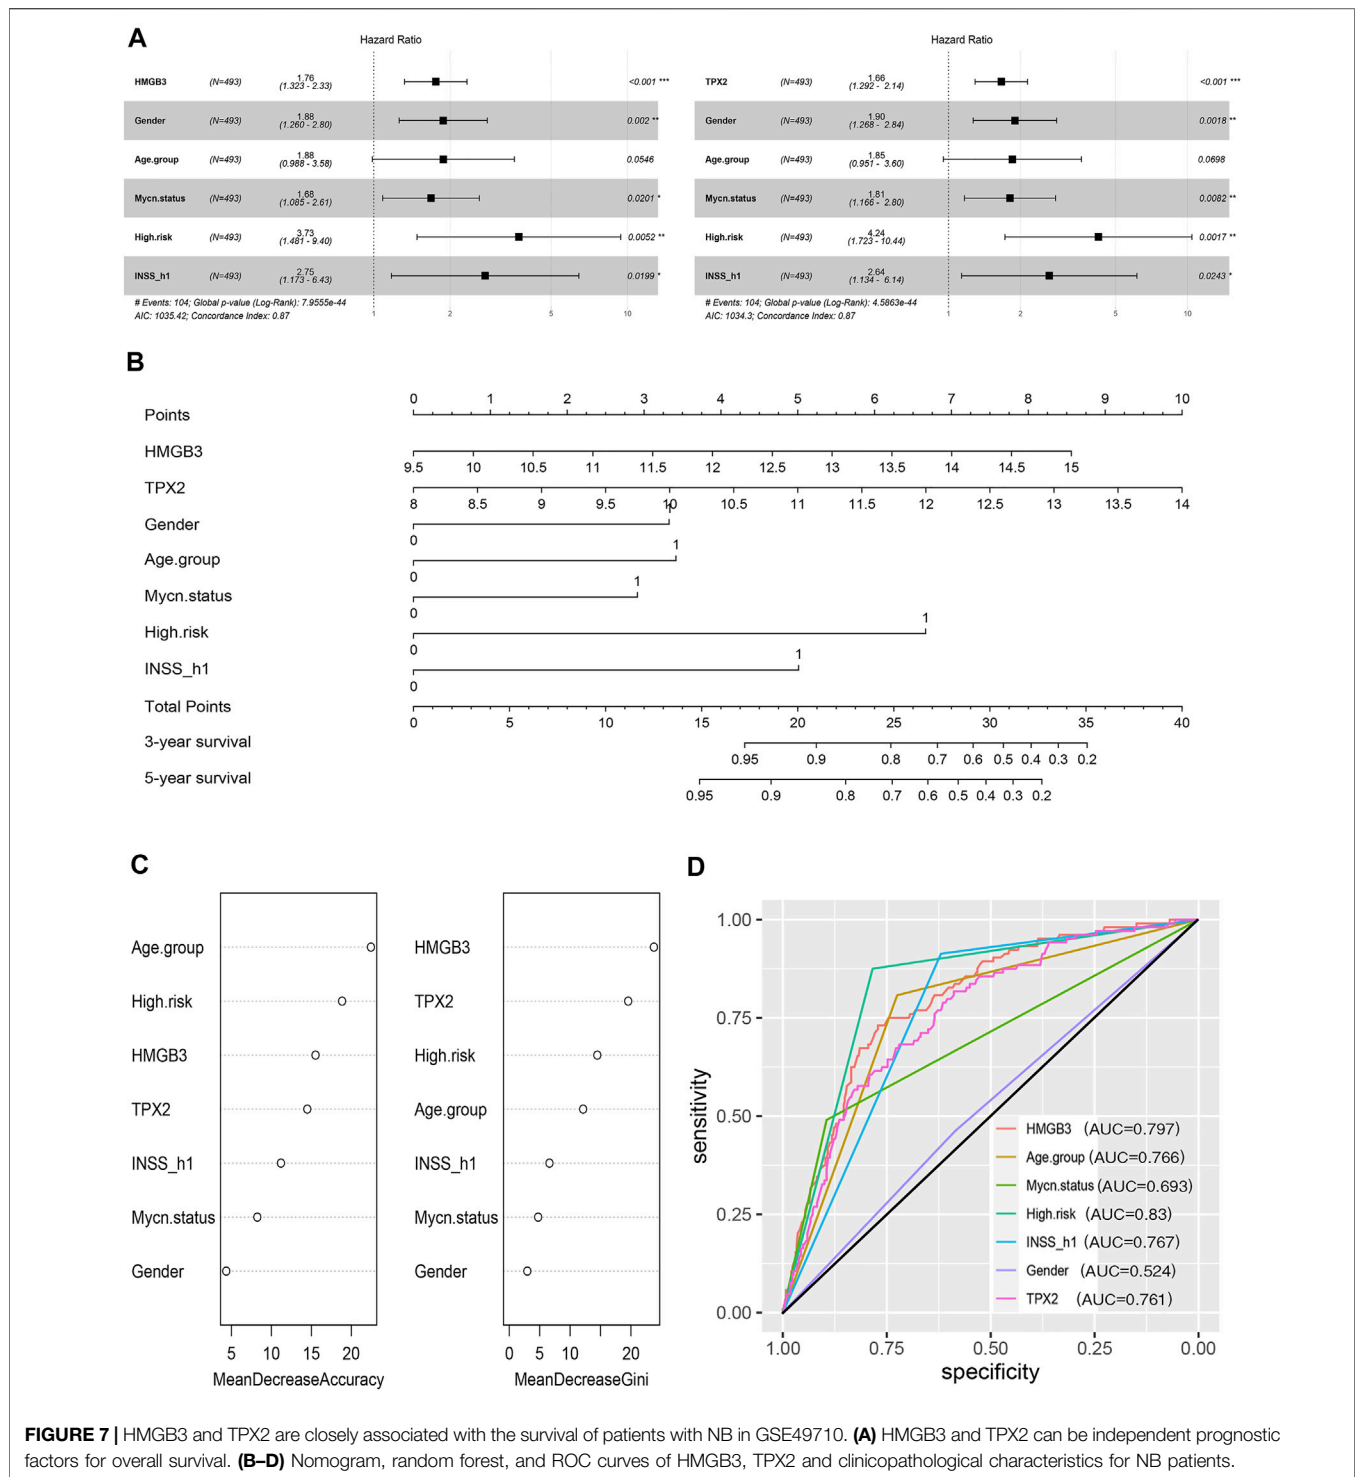 A
Hazard Ratio
HMGB3 (N=493) 1.76 (1.323 - 2.33) <0.001 ***
Gender (N=493) 1.88 (1.260 - 2.80) 0.002 **
Age.group (N=493) 1.88 (0.988 - 3.58) 0.0546
Mycn.status (N=493) 1.68 (1.085 - 2.61) 0.0201 *
High.risk (N=493) 3.73 (1.481 - 9.40) 0.0052 **
INSS_h1 (N=493) 2.75 (1.173 - 6.43) 0.0199 *
# Events: 104; Global p-value (Log-Rank): 7.9555e-44
AIC: 1035.42; Concordance Index: 0.87
1 2 5 10
Hazard Ratio
TPX2 (N=493) 1.66 (1.292 - 2.14) <0.001 ***
Gender (N=493) 1.90 (1.268 - 2.84) 0.0018 **
Age.group (N=493) 1.85 (0.951 - 3.60) 0.0698
Mycn.status (N=493) 1.81 (1.166 - 2.80) 0.0082 **
High.risk (N=493) 4.24 (1.723 - 10.44) 0.0017 **
INSS_h1 (N=493) 2.64 (1.134 - 6.14) 0.0243 *
# Events: 104; Global p-value (Log-Rank): 4.5863e-44
AIC: 1034.3; Concordance Index: 0.87
1 2 5 10
B
Points 0 1 2 3 4 5 6 7 8 9 10
HMGB3
9.5 10 10.5 11 11.5 12 12.5 13 13.5 14 14.5 15
TPX2
8 8.5 9 9.5 10 10.5 11 11.5 12 12.5 13 13.5 14
Gender 0 1
Age.group 0 1
Mycn.status 0 1
High.risk 0 1
INSS_h1 0 1
Total Points
0 5 10 15 20 25 30 35 40
3-year survival
0.95 0.9 0.8 0.7 0.6 0.5 0.4 0.3 0.2
5-year survival
0.95 0.9 0.8 0.7 0.6 0.5 0.4 0.3 0.2
C
Age.group
High.risk
HMGB3
TPX2
INSS_h1
Mycn.status
Gender
5 10 15 20
MeanDecreaseAccuracy
HMGB3
TPX2
High.risk
Age.group
INSS_h1
Mycn.status
Gender
0 5 10 20
MeanDecreaseGini
D
sensitivity
1.00
0.75
0.50
0.25
0.00
HMGB3 (AUC=0.797)
Age.group (AUC=0.766)
Mycn.status (AUC=0.693)
High.risk (AUC=0.83)
INSS_h1 (AUC=0.767)
Gender (AUC=0.524)
TPX2 (AUC=0.761)
1.00 0.75 0.50 0.25 0.00
specificity
FIGURE 7 | HMGB3 and TPX2 are closely associated with the survival of patients with NB in GSE49710. (A) HMGB3 and TPX2 can be independent prognostic
factors for overall survival. (B–D) Nomogram, random forest, and ROC curves of HMGB3, TPX2 and clinicopathological characteristics for NB patients.